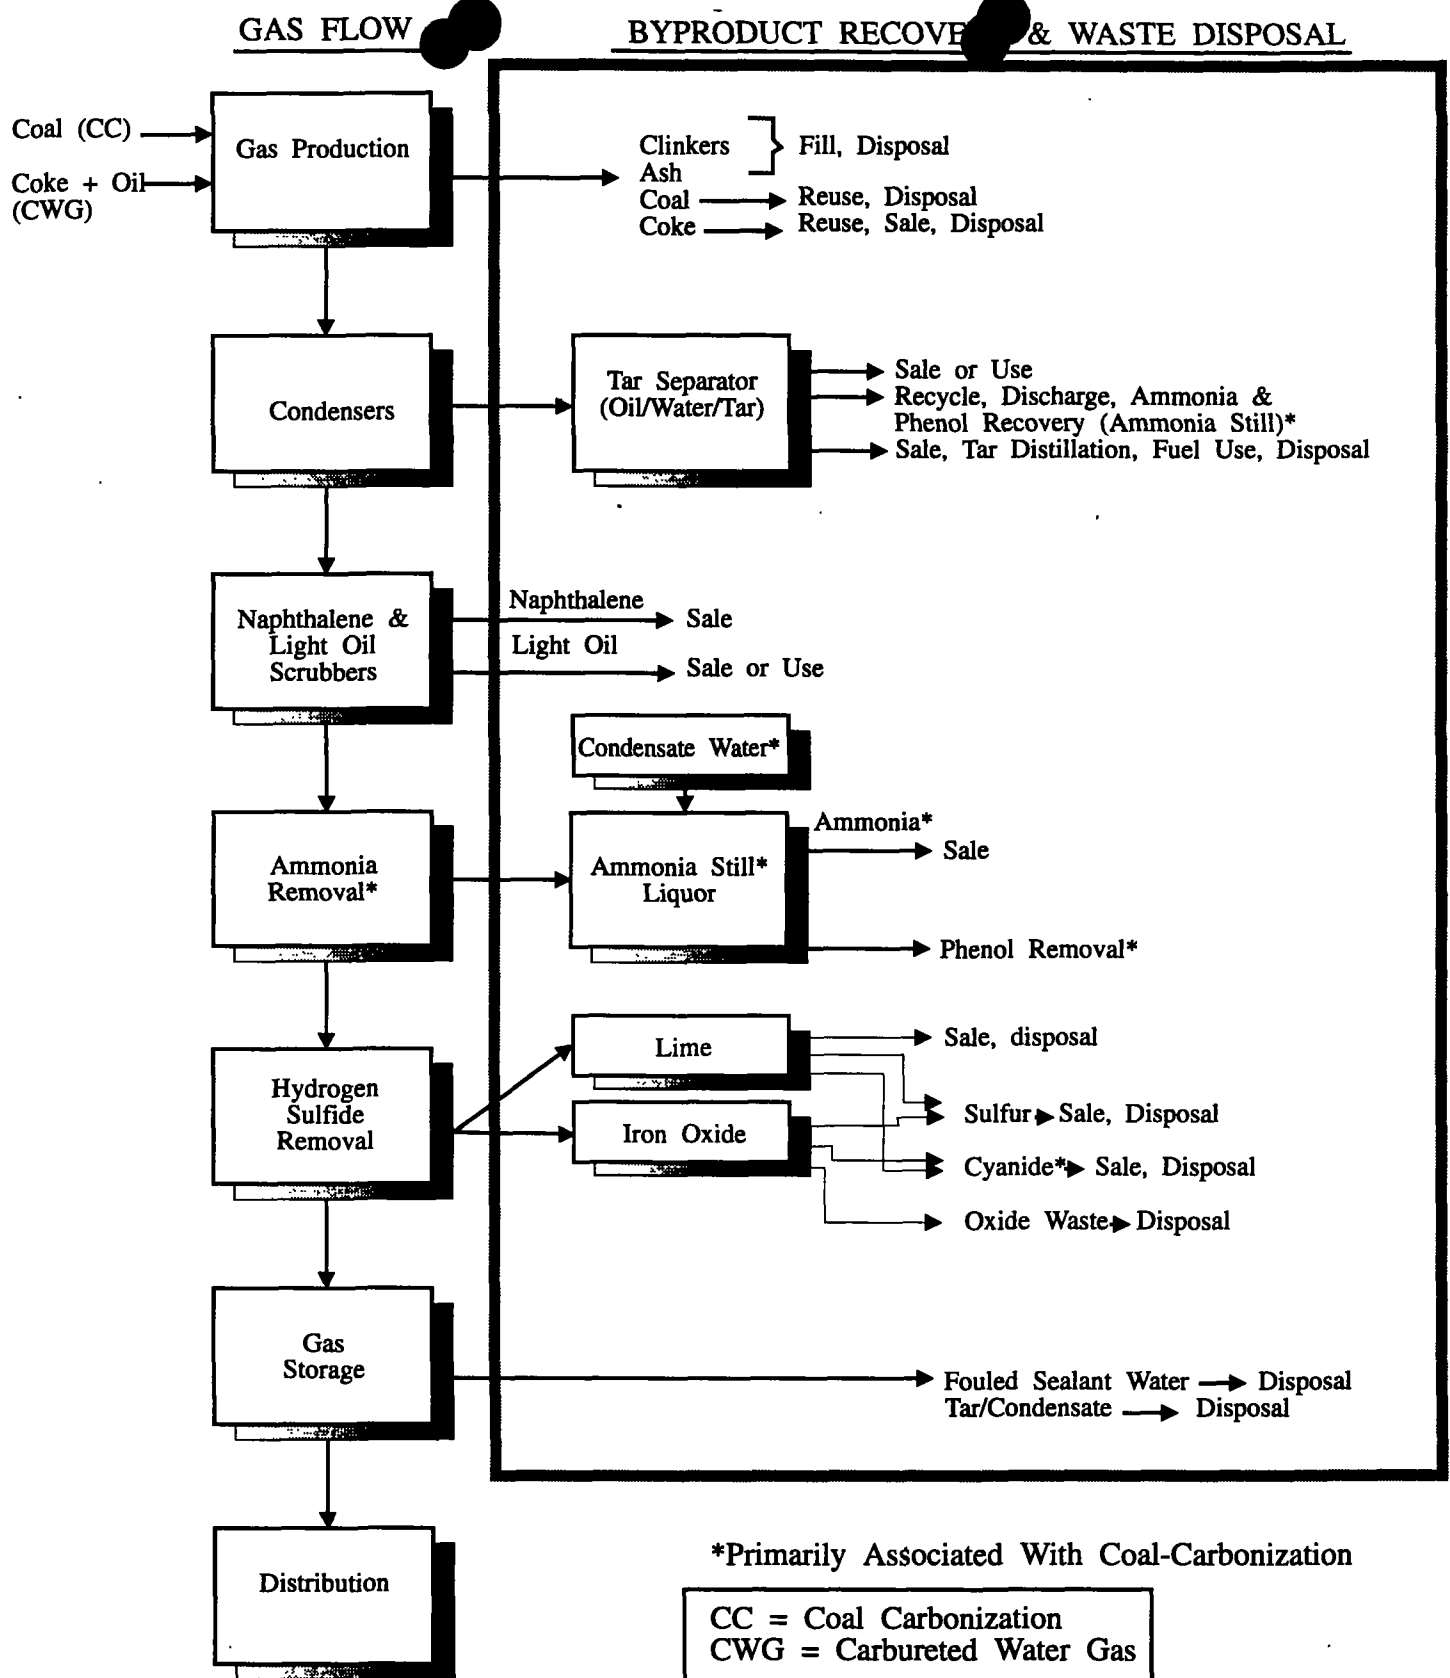 GAS FLOW
BYPRODUCT RECOVE & WASTE DISPOSAL
Coal (CC)
Coke + Oil
(CWG)
Gas Production
Clinkers
Ash
Fill, Disposal
Coal
Reuse, Disposal
Coke
Reuse, Sale, Disposal
Condensers
Tar Separator
(Oil/Water/Tar)
Sale or Use
Recycle, Discharge, Ammonia &
Phenol Recovery (Ammonia Still)*
Sale, Tar Distillation, Fuel Use, Disposal
Naphthalene &
Light Oil
Scrubbers
Naphthalene
Sale
Light Oil
Sale or Use
Condensate Water*
Ammonia
Removal*
Ammonia Still*
Liquor
Ammonia*
Sale
Phenol Removal*
Hydrogen
Sulfide
Removal
Lime
Iron Oxide
Sale, disposal
Sulfur Sale, Disposal
Cyanide* Sale, Disposal
Oxide Waste Disposal
Gas
Storage
Fouled Sealant Water Disposal
Tar/Condensate Disposal
Distribution
*Primarily Associated With Coal-Carbonization
CC = Coal Carbonization
CWG = Carbureted Water Gas